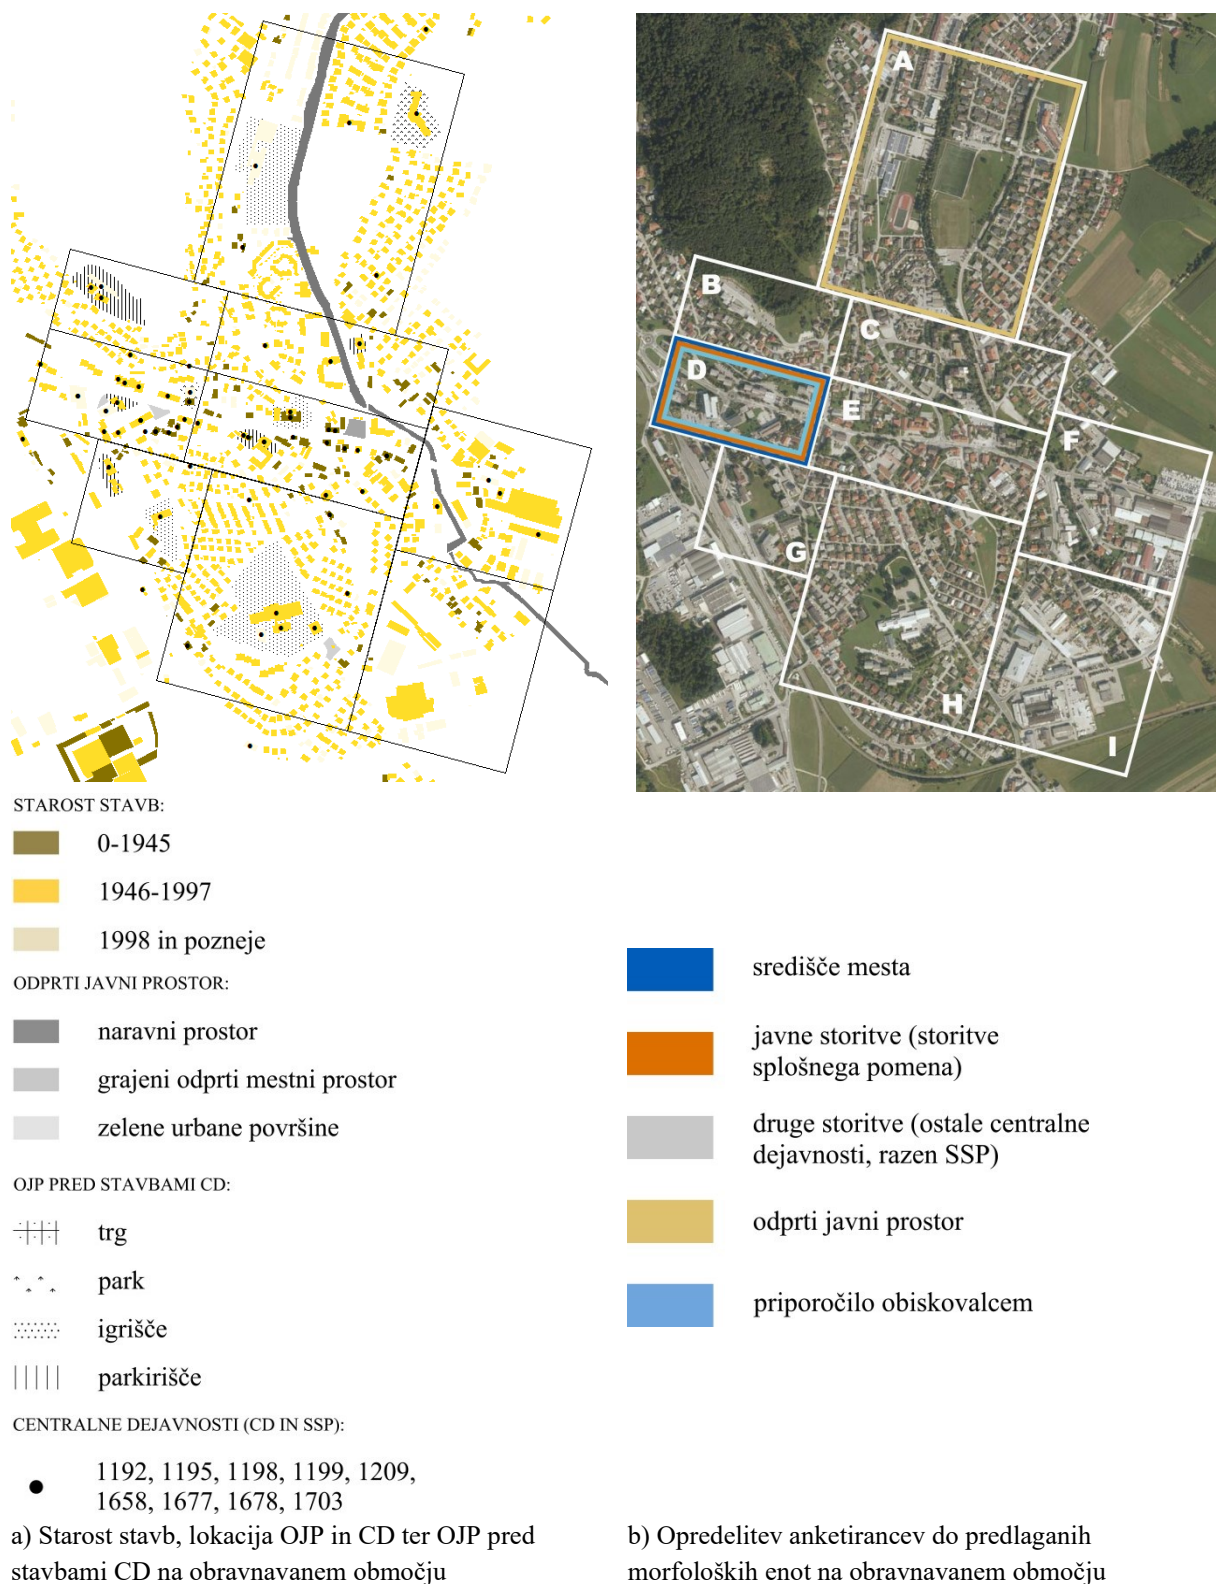 A
B
C
D
E
F
G
H
I
STAROST STAVB:
0-1945
1946-1997
1998 in pozneje
ODPRTI JAVNI PROSTOR:
naravni prostor
grajeni odprti mestni prostor
zelene urbane površine
OJP PRED STAVBAMI CD:
trg
park
igrišče
parkirišče
CENTRALNE DEJAVNOSTI (CD IN SSP):
1192, 1195, 1198, 1199, 1209,
1658, 1677, 1678, 1703
a) Starost stavb, lokacija OJP in CD ter OJP pred
stavbami CD na obravnavanem območju
središče mesta
javne storitve (storitve
splošnega pomena)
druge storitve (ostale centralne
dejavnosti, razen SSP)
odprti javni prostor
priporočilo obiskovalcem
b) Opredelitev anketirancev do predlaganih
morfoloških enot na obravnavanem območju